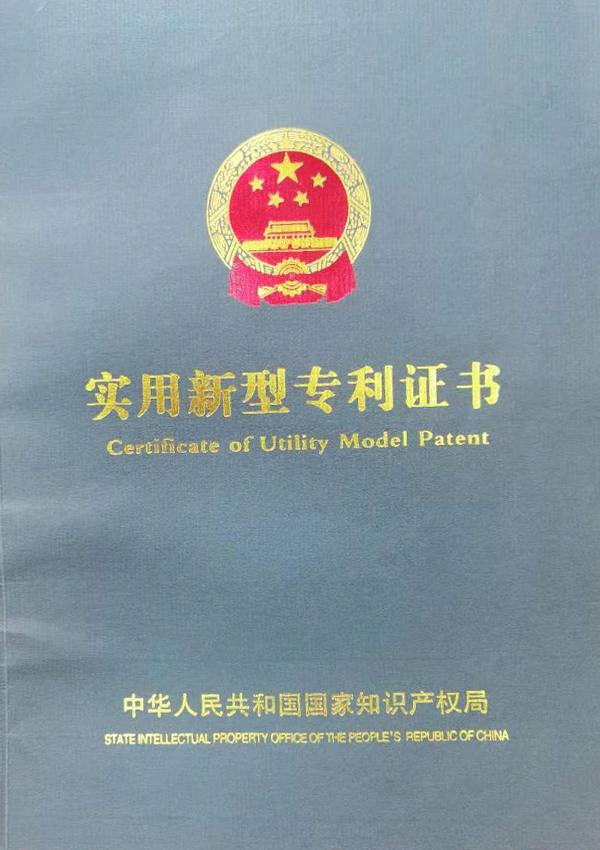 实用新型专利证书
Certificate of Utility Model Patent
中华人民共和国国家知识产权局
STATE INTELLECTUAL PROPERTY OFFICE OF THE PEOPLE'S REPUBLIC OF CHINA